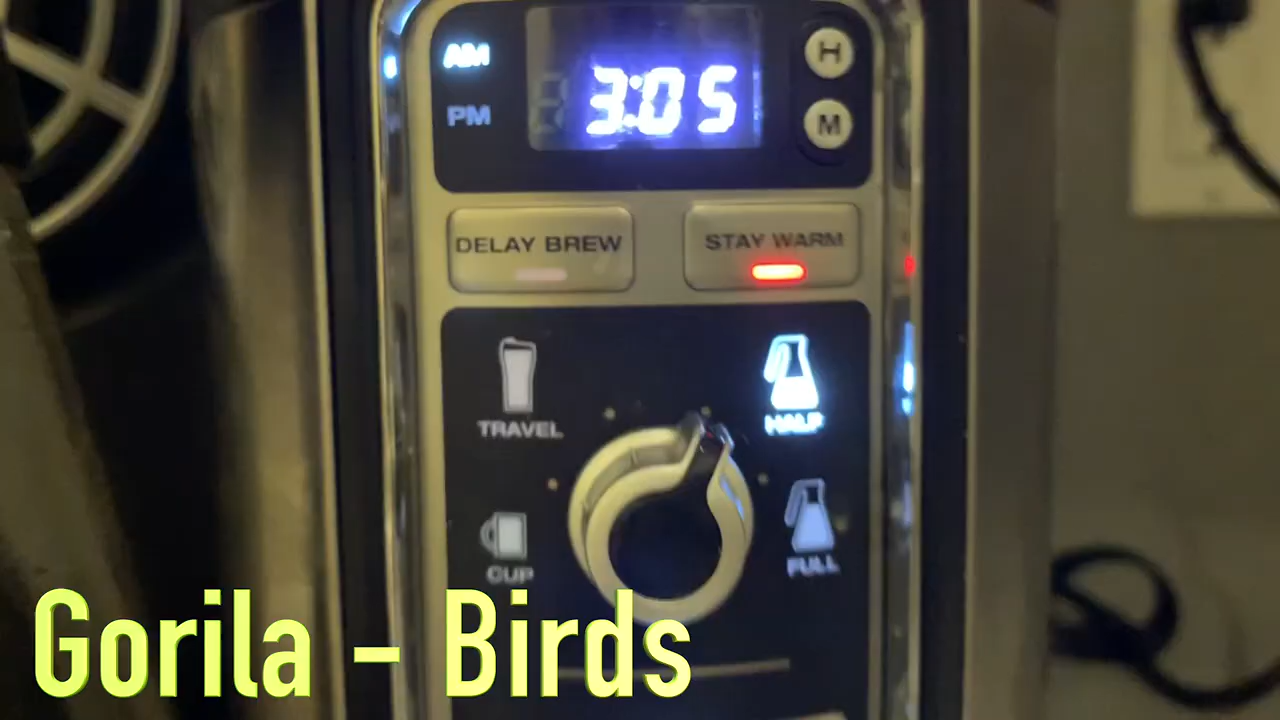 AM
3:05
H
PM
M
DELAY BREW
STAY WARM
TRAVEL
HALF
CUP
FULL
Gorila - Birds